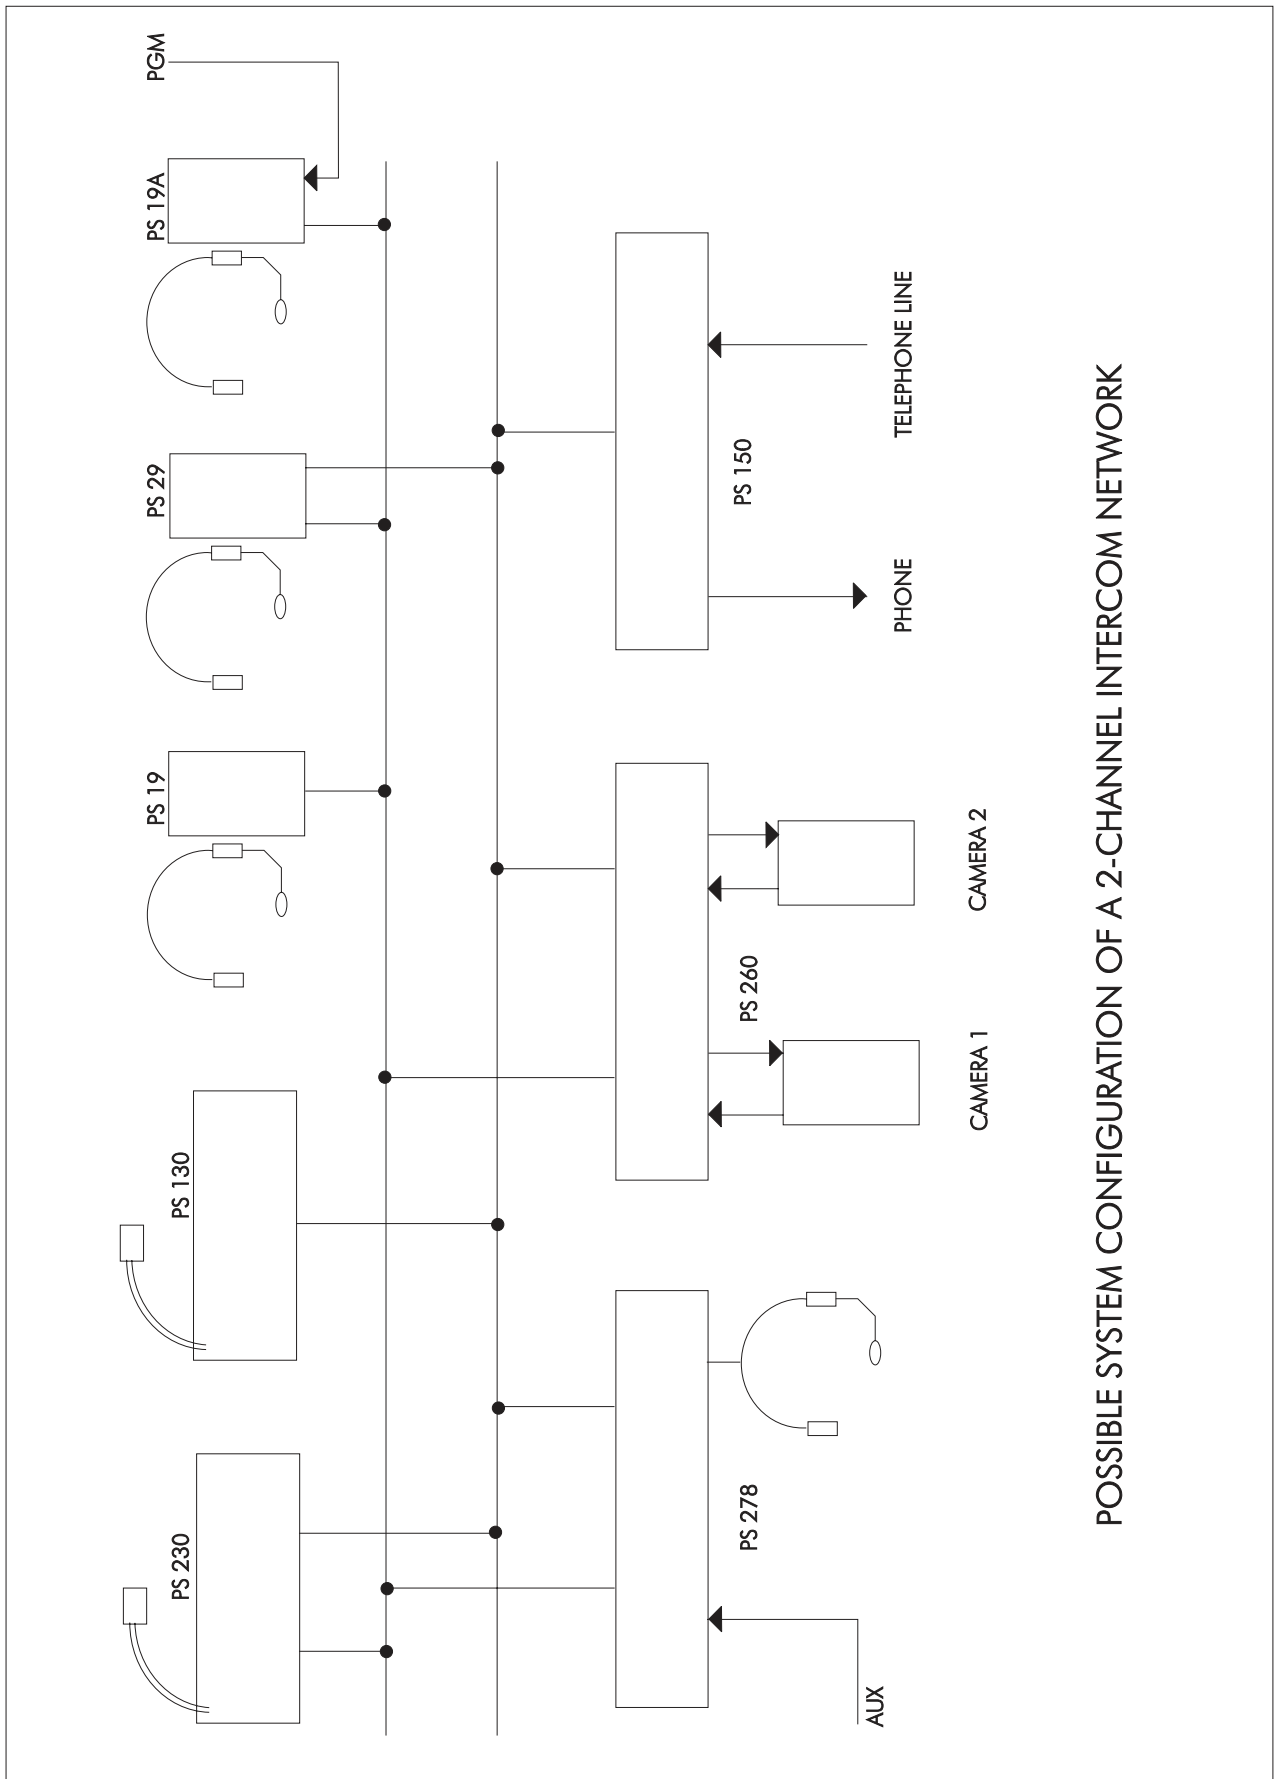 PS 230
PS 130
PS 19
PS 29
PS 19A
PGM
AUX
PS 278
PS 260
PS 150
CAMERA 1
CAMERA 2
PHONE
TELEPHONE LINE
POSSIBLE SYSTEM CONFIGURATION OF A 2-CHANNEL INTERCOM NETWORK